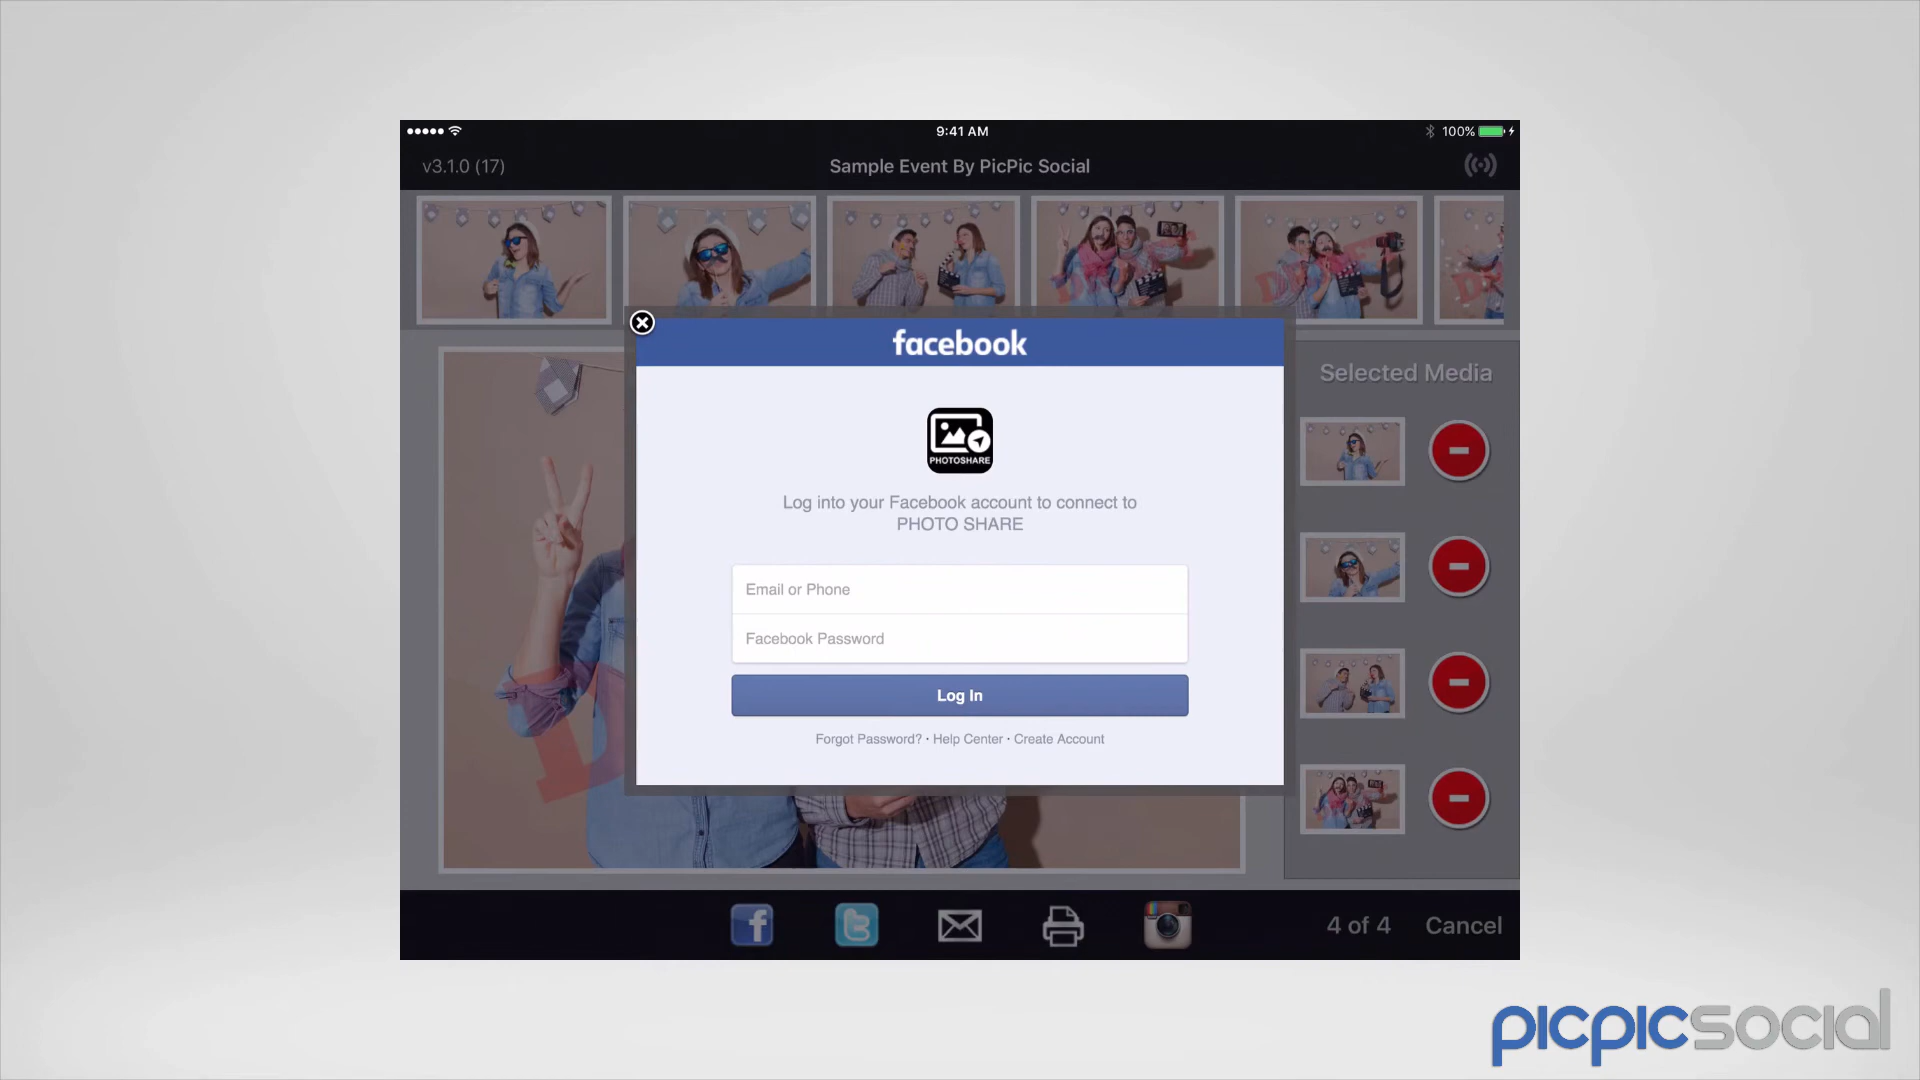 9:41 AM
100%
v3.1.0 (17)
Sample Event By PicPic Social
facebook
Selected Media
PHOTOSHARE
Log into your Facebook account to connect to
PHOTO SHARE
Email or Phone
Facebook Password
Log In
Forgot Password? · Help Center · Create Account
4 of 4
Cancel
picpicsocial